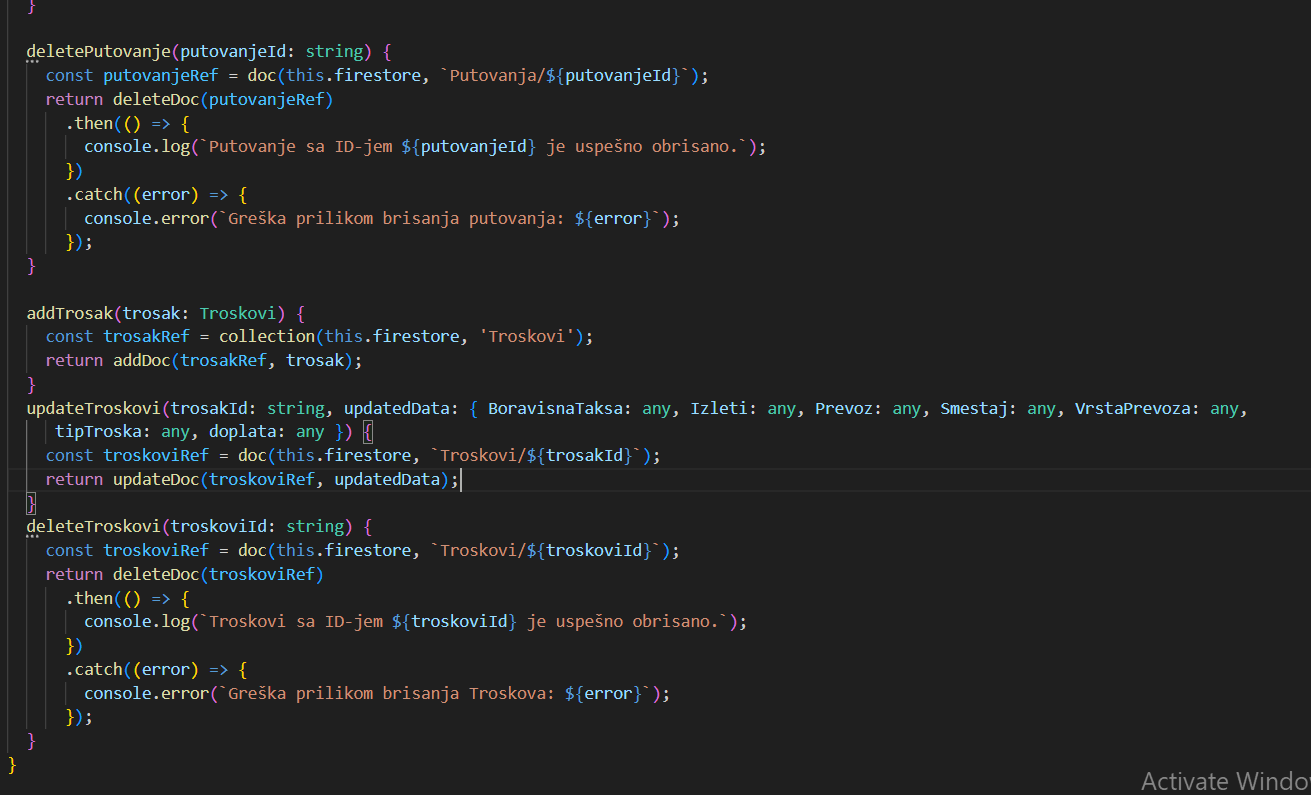 }
deletePutovanje(putovanjeId: string) {
const putovanjeRef = doc(this.firestore, `Putovanja/${putovanjeId}`);
return deleteDoc(putovanjeRef)
.then(() => {
console.log(`Putovanje sa ID-jem ${putovanjeId} je uspešno obrisano.`);
})
.catch((error) => {
console.error(`Greška prilikom brisanja putovanja: ${error}`);
});
}
addTrosak(trosak: Troskovi) {
const trosakRef = collection(this.firestore, 'Troskovi');
return addDoc(trosakRef, trosak);
}
updateTroskovi(trosakId: string, updatedData: { BoravisnaTaksa: any, Izleti: any, Prevoz: any, Smestaj: any, VrstaPrevoza: any,
tipTroska: any, doplata: any }) {
const troskoviRef = doc(this.firestore, `Troskovi/${trosakId}`);
return updateDoc(troskoviRef, updatedData);
}
deleteTroskovi(troskoviId: string) {
const troskoviRef = doc(this.firestore, `Troskovi/${troskoviId}`);
return deleteDoc(troskoviRef)
.then(() => {
console.log(`Troskovi sa ID-jem ${troskoviId} je uspešno obrisano.`);
})
.catch((error) => {
console.error(`Greška prilikom brisanja Troskova: ${error}`);
});
}
}
Activate Windo